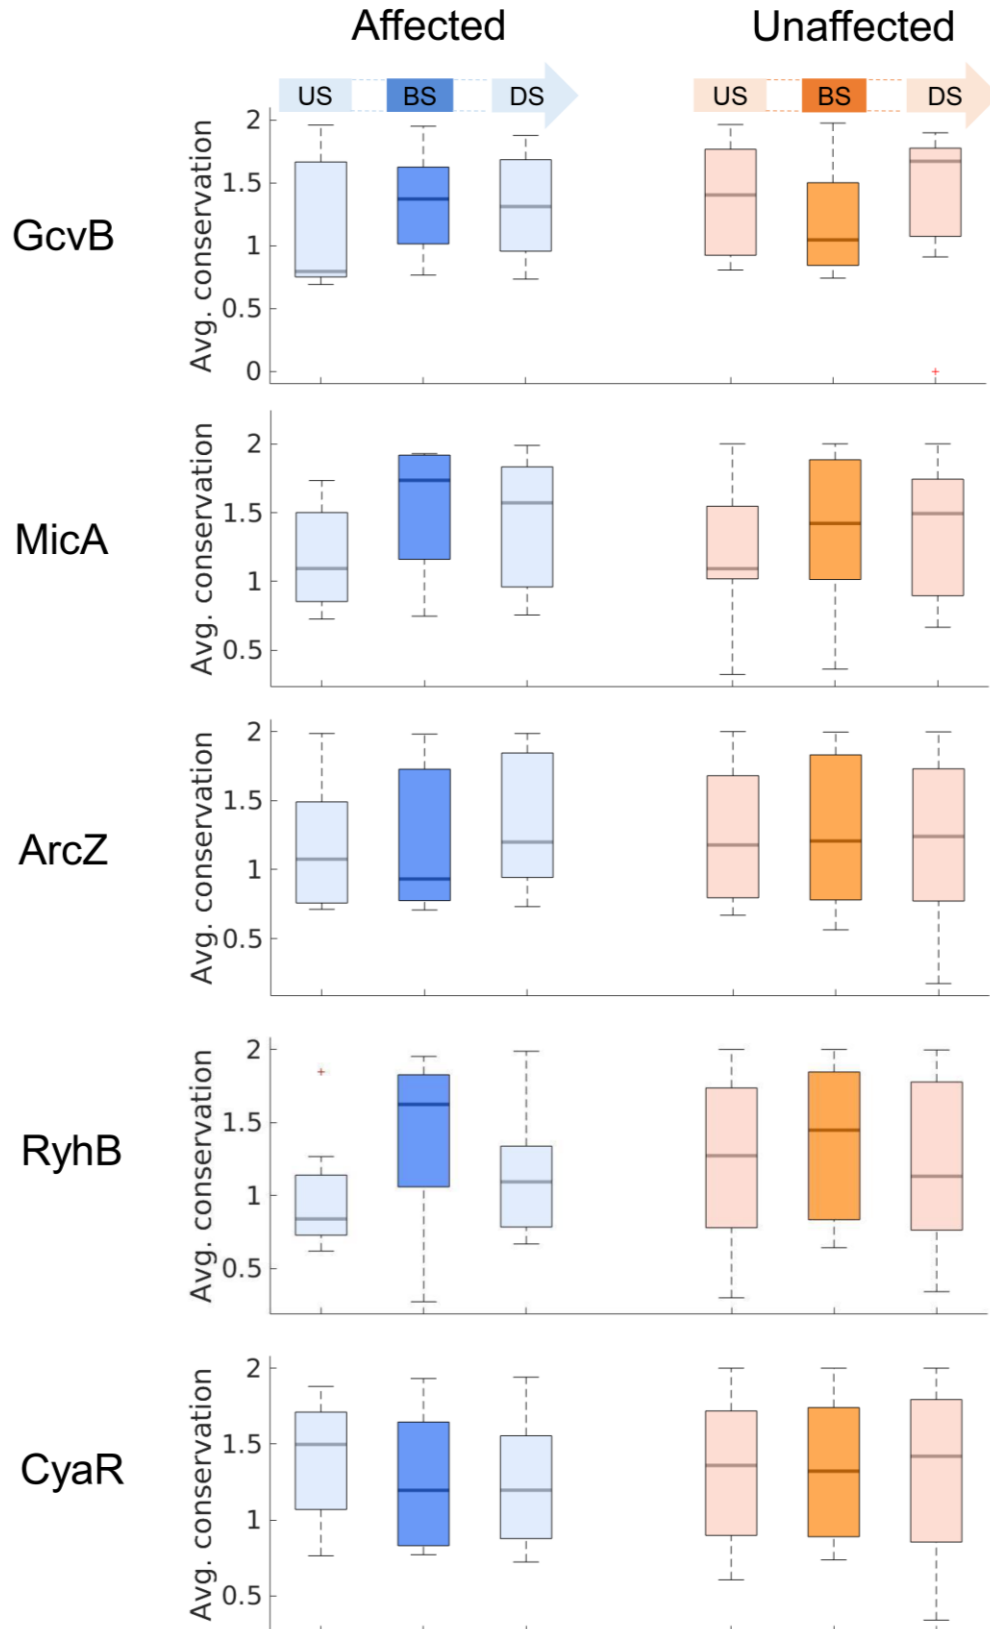 Affected Unaffected
US BS DS US BS DS
GcvB
Avg. conservation
2
1.5
1
0.5
0
MicA
Avg. conservation
2
1.5
1
0.5
ArcZ
Avg. conservation
2
1.5
1
0.5
RyhB
Avg. conservation
2
1.5
1
0.5
CyaR
Avg. conservation
2
1.5
1
0.5